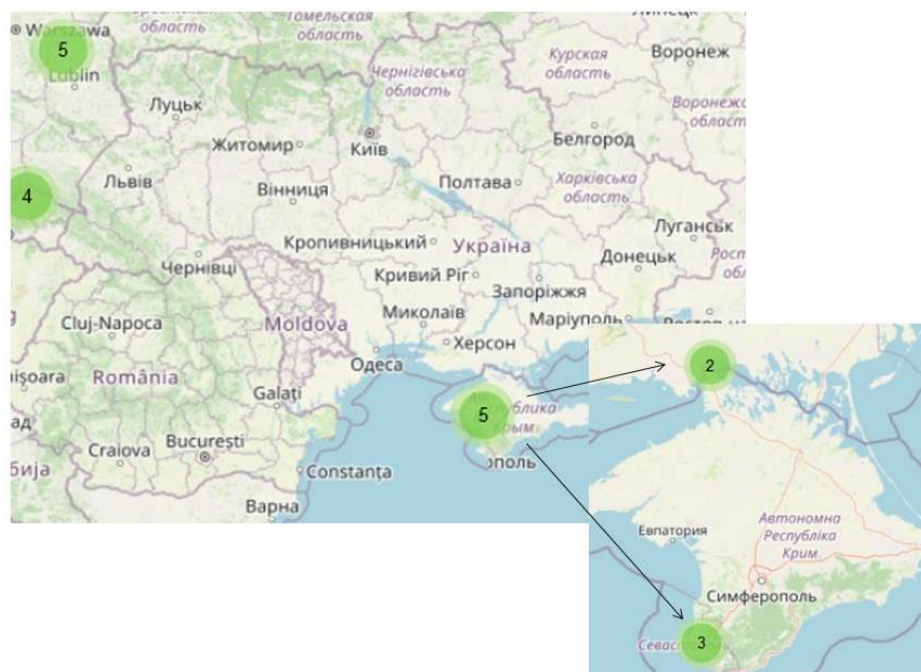 Гомельская
область
Warszawa
5
Lublin
Луцьк
Чернігівська
область
Курская
область
Воронеж
область
Житомир
Київ
Белгород
4
Львів
Вінниця
Полтава
Харківська
область
Луганськ
Кропивницький
Україна
Донецьк
Чернівці
Кривий Ріг
Запоріжжя
Cluj-Napoca
Moldova
Миколаїв
Маріуполь
Херсон
Одеса
România
Galați
5
Крым
Craiova
București
Constanța
Варна
2
Евпатория
Автономна
Республіка
Крим
Симферополь
3